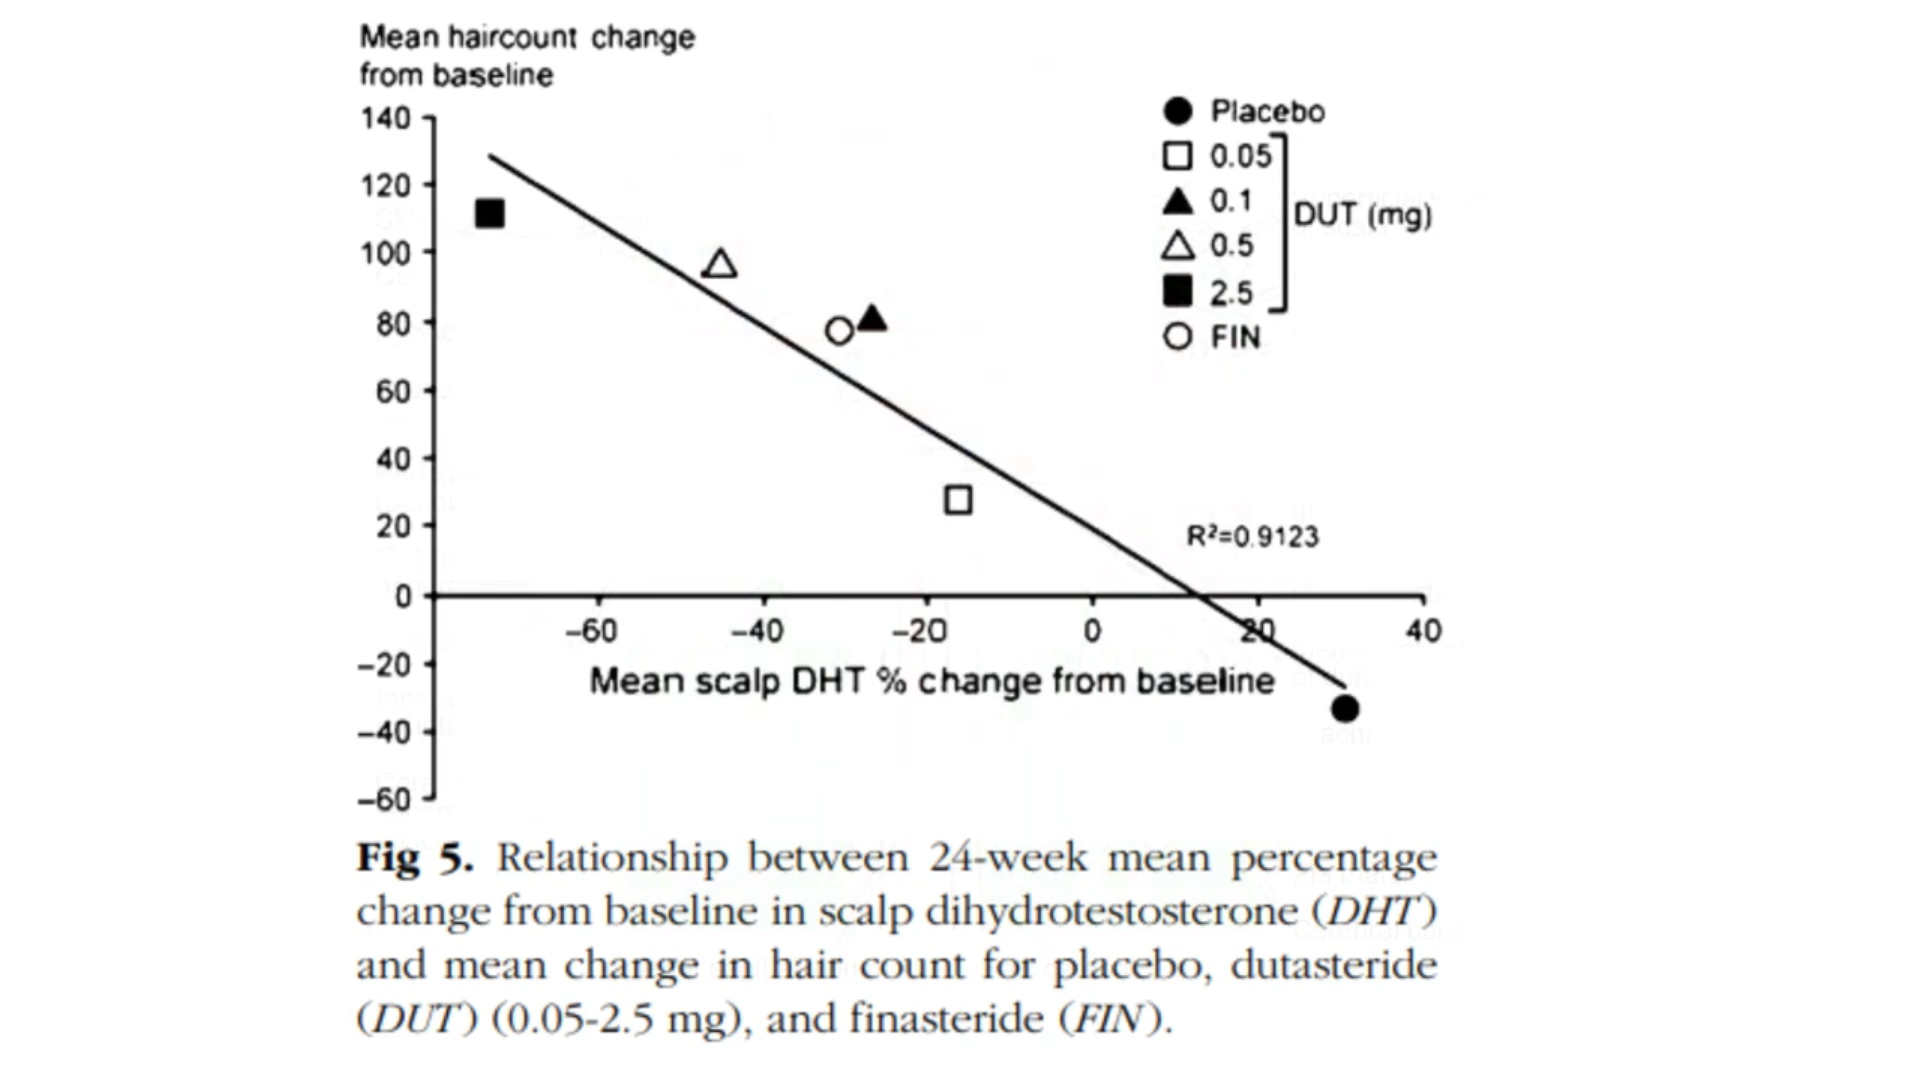 Mean haircount change
from baseline
140
120
100
80
60
40
20
0
–20
–40
–60
–60 –40 –20 0 20 40
Mean scalp DHT % change from baseline
R²=0.9123
Placebo
0.05
0.1
0.5
2.5
DUT (mg)
FIN
Fig 5. Relationship between 24-week mean percentage
change from baseline in scalp dihydrotestosterone (DHT)
and mean change in hair count for placebo, dutasteride
(DUT) (0.05-2.5 mg), and finasteride (FIN).